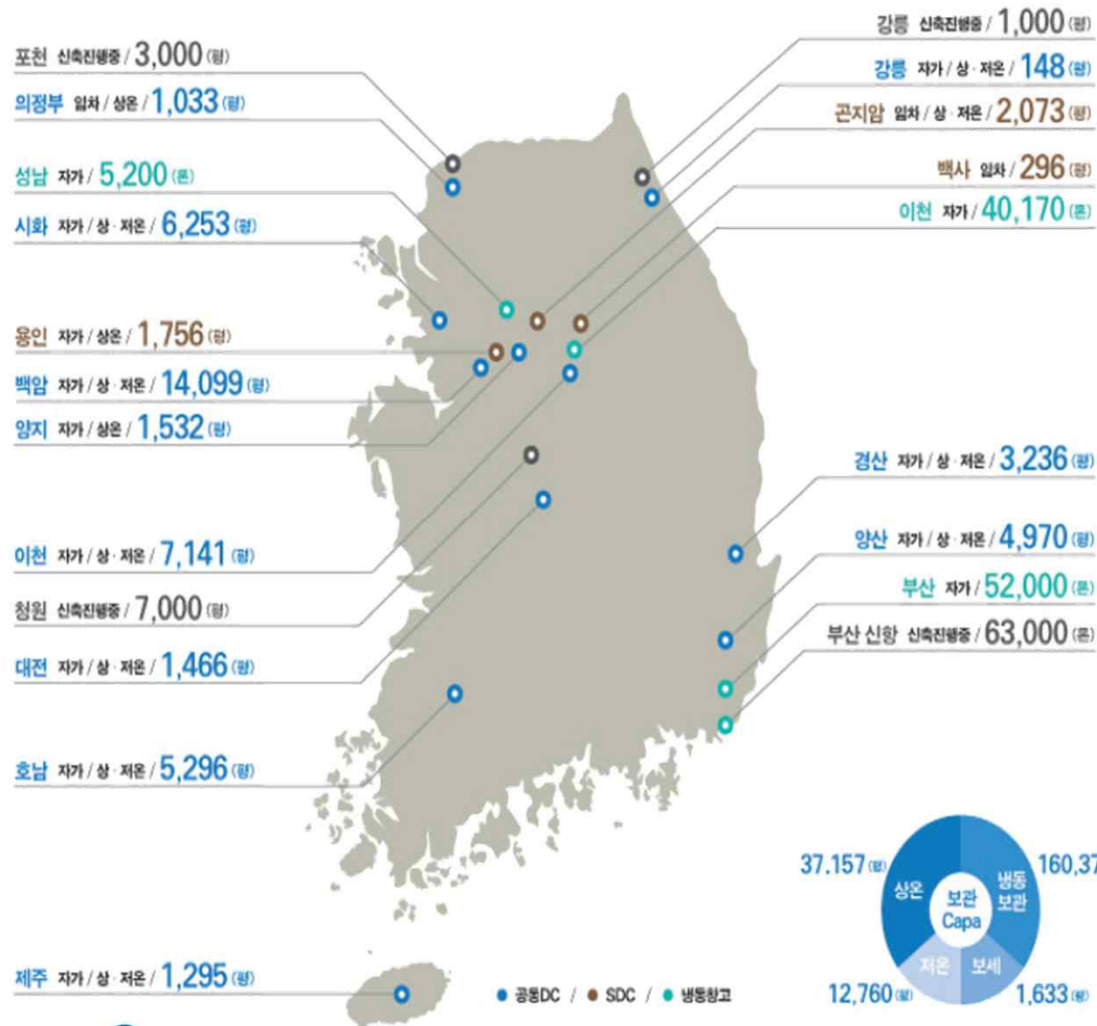 포천 신축진행중 / 3,000 (평)
의정부 임차 / 상온 / 1,033 (평)
성남 자가 / 5,200 (톤)
시화 자가 / 상 · 저온 / 6,253 (평)
용인 자가 / 상온 / 1,756 (평)
백암 자가 / 상 · 저온 / 14,099 (평)
양지 자가 / 상온 / 1,532 (평)
이천 자가 / 상 · 저온 / 7,141 (평)
청원 신축진행중 / 7,000 (평)
대전 자가 / 상 · 저온 / 1,466 (평)
호남 자가 / 상 · 저온 / 5,296 (평)
제주 자가 / 상 · 저온 / 1,295 (평)
강릉 신축진행중 / 1,000 (평)
강릉 자가 / 상 · 저온 / 148 (평)
곤지암 임차 / 상 · 저온 / 2,073 (평)
백사 임차 / 296 (평)
이천 자가 / 40,170 (톤)
경산 자가 / 상 · 저온 / 3,236 (평)
양산 자가 / 상 · 저온 / 4,970 (평)
부산 자가 / 52,000 (톤)
부산 신항 신축진행중 / 63,000 (톤)
37.157 (평)
160,37
상온
냉동
보관
보관
Capa
저온
보세
12,760 (평)
1,633 (평)
● 공동DC / ● SDC / ● 냉동창고